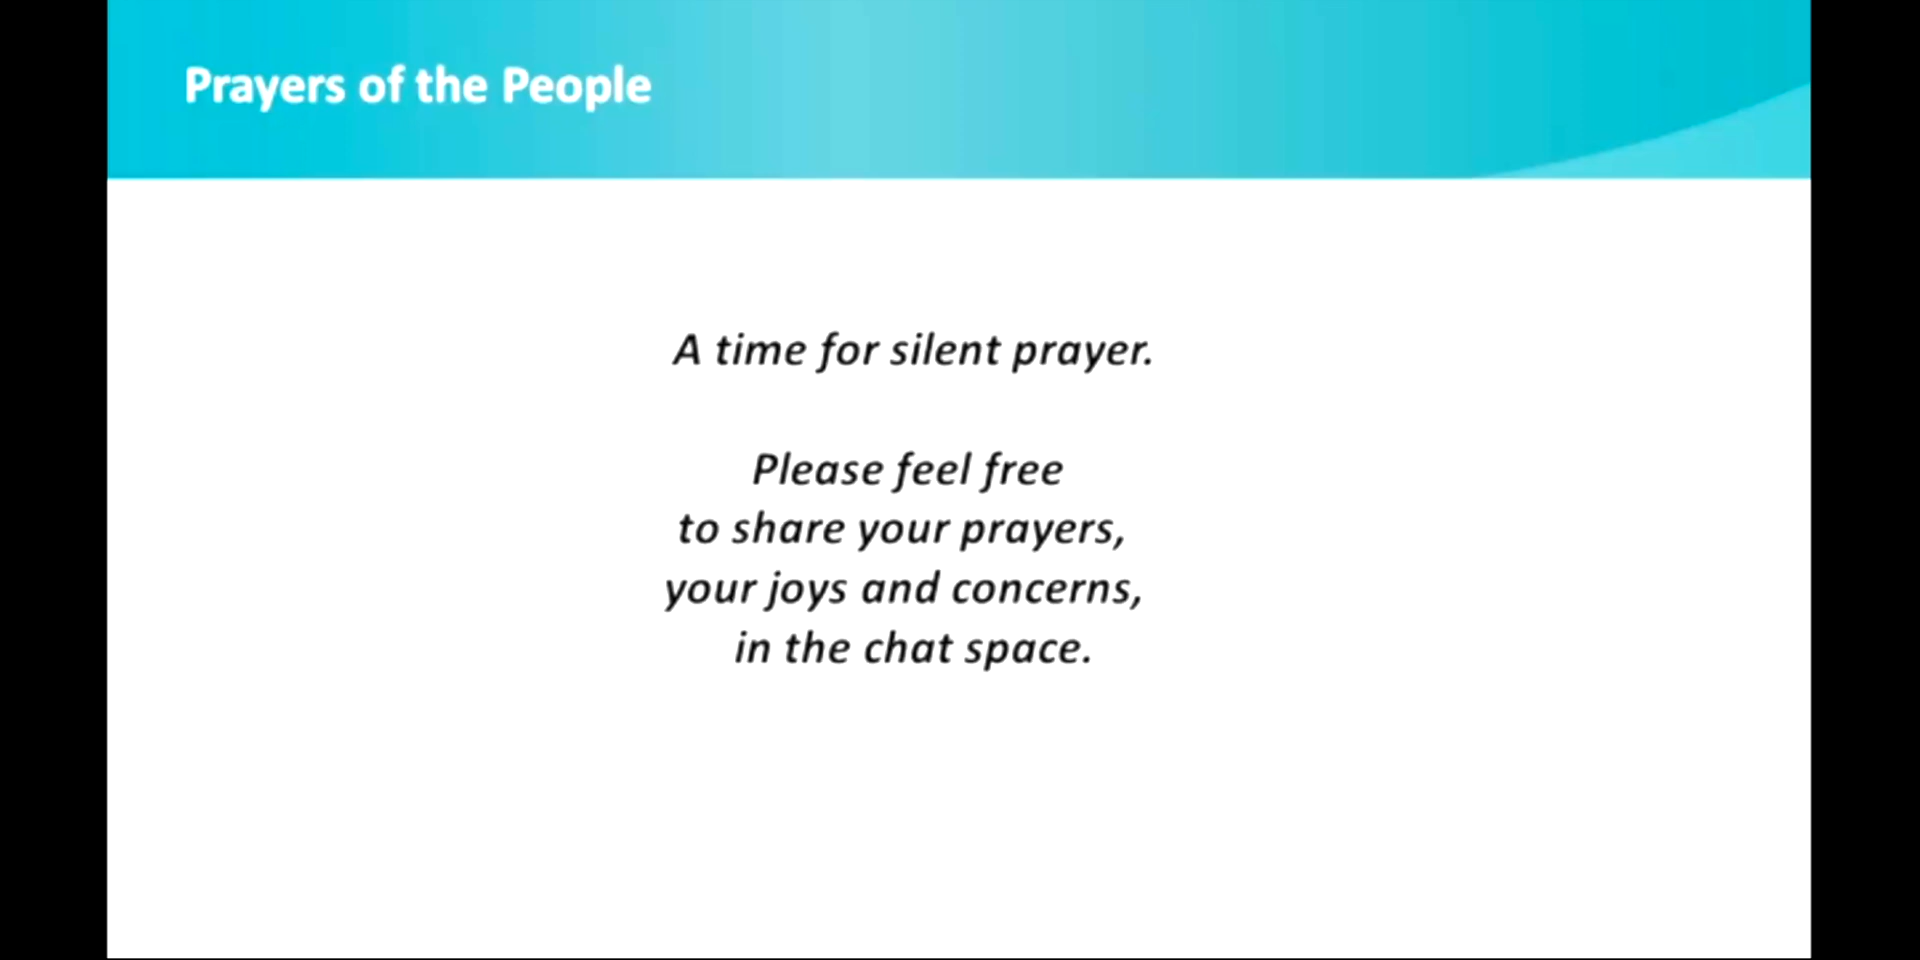 Prayers of the People
A time for silent prayer.
Please feel free
to share your prayers,
your joys and concerns,
in the chat space.